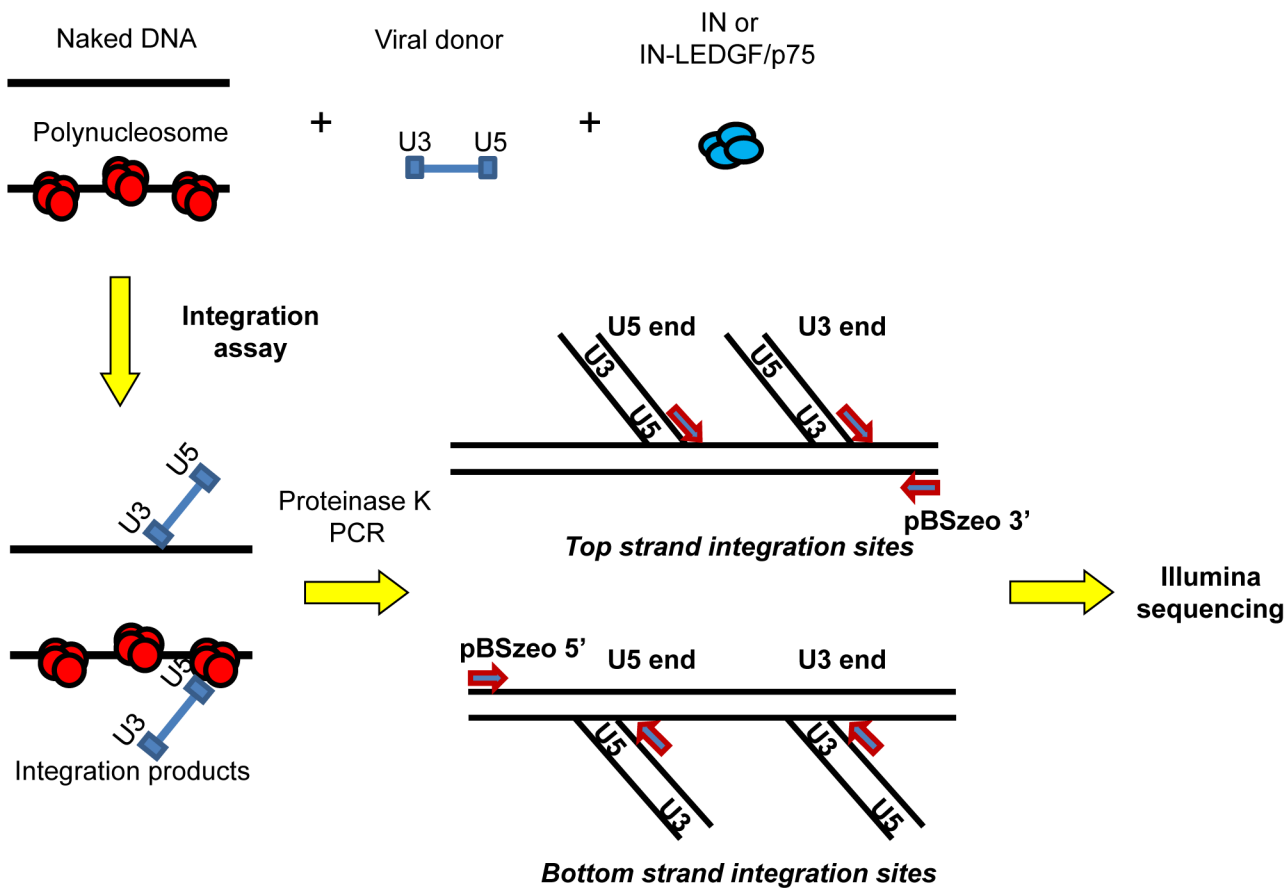 Naked DNA
Viral donor
IN or
IN-LEDGF/p75
Polynucleosome
+
+
U3 U5
Integration
assay
U5 end
U3 end
U3
U5
U5
U3
U5
U3
pBSzeo 3’
Top strand integration sites
Proteinase K
PCR
Illumina
sequencing
pBSzeo 5’
U5 end
U3 end
U5
U3
U5
U3
U3
U5
Integration products
Bottom strand integration sites